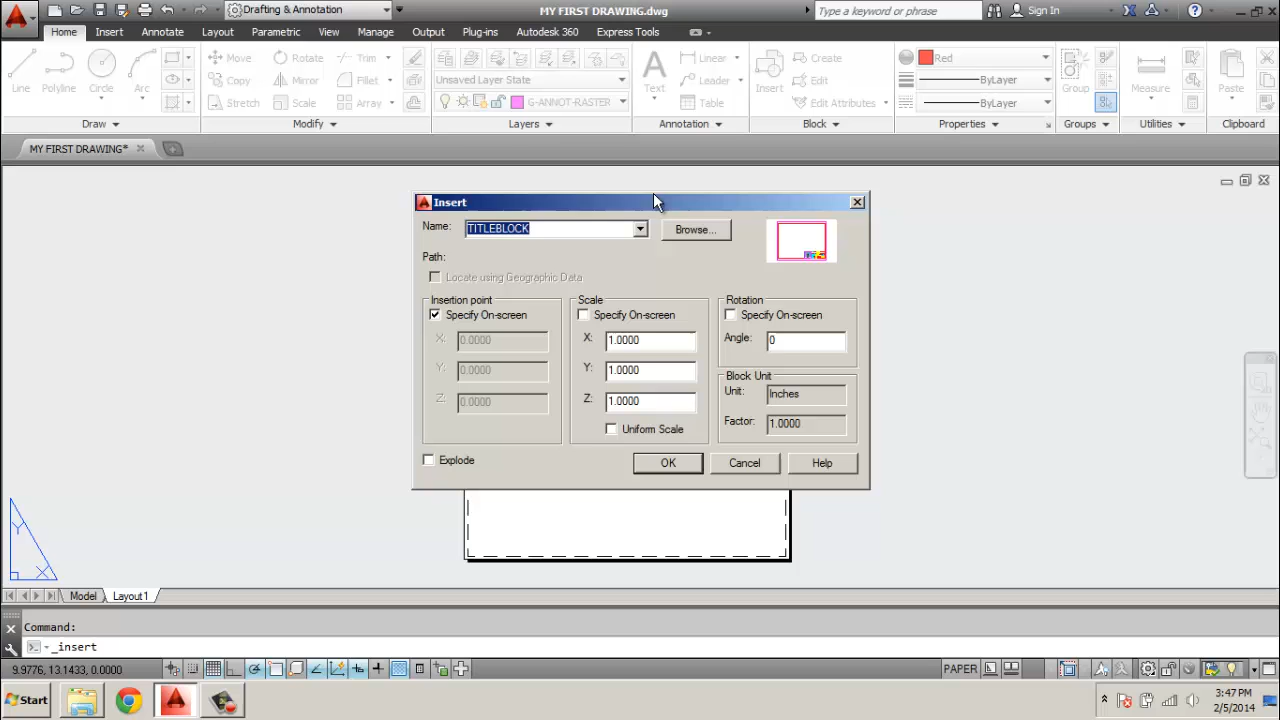 Drafting & Annotation
MY FIRST DRAWING.dwg
Type a keyword or phrase
Sign In
Home Insert Annotate Layout Parametric View Manage Output Plug-ins Autodesk 360 Express Tools
Line Polyline Circle Arc
Move Rotate Trim
Copy Mirror Fillet
Stretch Scale Array
Unsaved Layer State
G-ANNOT-RASTER
Text Linear
Leader
Table
Insert Create
Edit
Edit Attributes
Red
ByLayer
ByLayer
Group Measure Paste
Draw Modify Layers Annotation Block Properties Groups Utilities Clipboard
MY FIRST DRAWING*
Insert
Name: TITLEBLOCK Browse...
Path:
Locate using Geographic Data
Insertion point
Specify On-screen
X: 0.0000
Y: 0.0000
Z: 0.0000
Scale
Specify On-screen
X: 1.0000
Y: 1.0000
Z: 1.0000
Uniform Scale
Rotation
Specify On-screen
Angle: 0
Block Unit
Unit: Inches
Factor: 1.0000
Explode
OK Cancel Help
Y
X
Model Layout1
Command:
_insert
9.9776, 13.1433, 0.0000
PAPER
Start
3:47 PM
2/5/2014